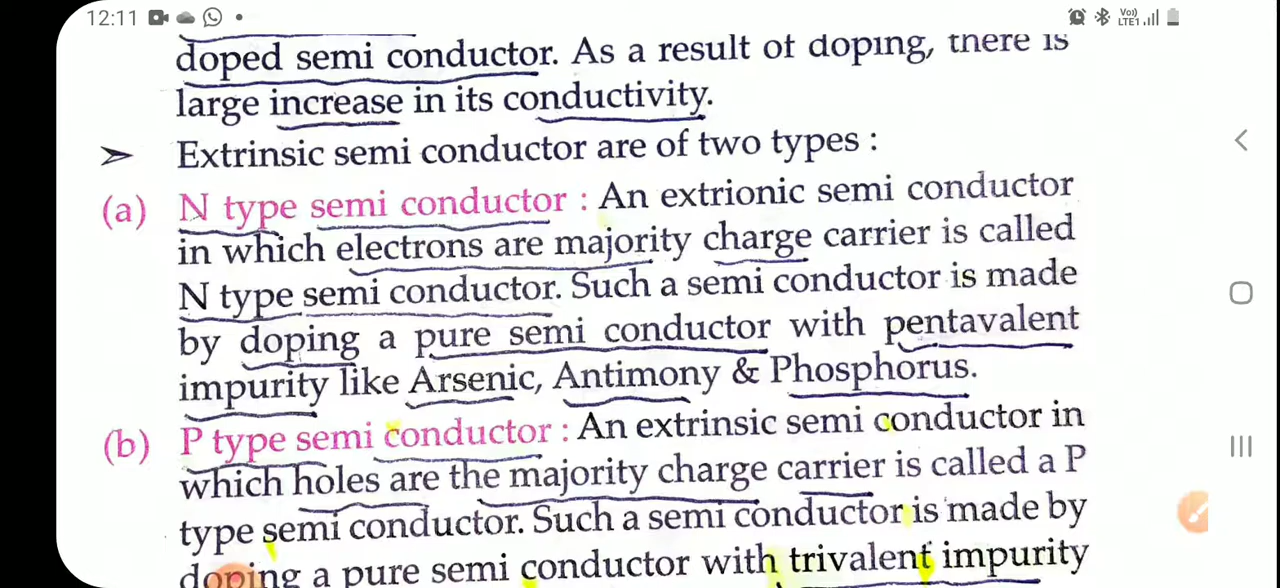 12:11
Vo))
LTE1
doped semi conductor. As a result of doping, there is
large increase in its conductivity.
➤ Extrinsic semi conductor are of two types :
(a) N type semi conductor : An extrionic semi conductor
in which electrons are majority charge carrier is called
N type semi conductor. Such a semi conductor is made
by doping a pure semi conductor with pentavalent
impurity like Arsenic, Antimony & Phosphorus.
(b) P type semi conductor : An extrinsic semi conductor in
which holes are the majority charge carrier is called a P
type semi conductor. Such a semi conductor is made by
doping a pure semi conductor with trivalent impurity